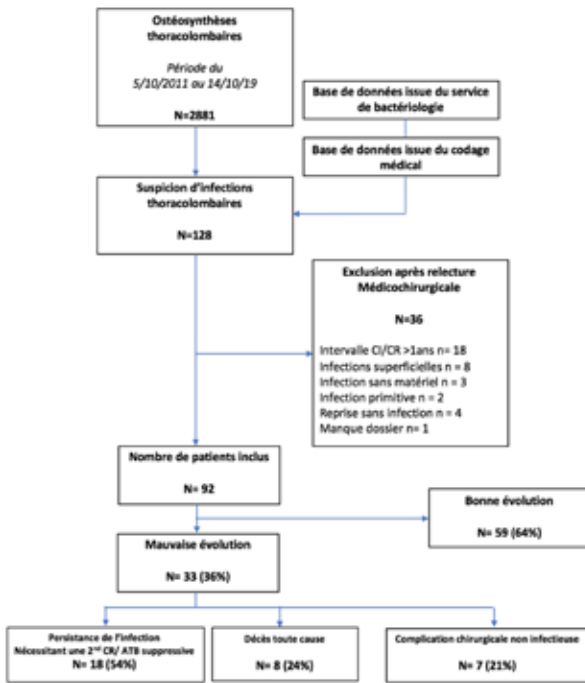 Ostéosynthèses
thoracolombaires
Période du
5/10/2011 au 14/10/19
N=2881
Base de données issue du service
de bactériologie
Base de données issue du codage
médical
Suspicion d'infections
thoracolombaires
N=128
Exclusion après relecture
Médicochirurgicale
N=36
Intervalle CI/CR >1ans n= 18
Infections superficielles n = 8
Infection sans matériel n = 3
Infection primitive n = 2
Reprise sans infection n = 4
Manque dossier n= 1
Nombre de patients inclus
N= 92
Bonne évolution
N= 59 (64%)
Mauvaise évolution
N= 33 (36%)
Persistance de l'infection
Nécessitant une 2nd CR/ ATB suppressive
N= 18 (54%)
Décès toute cause
N= 8 (24%)
Complication chirurgicale non infectieuse
N= 7 (21%)